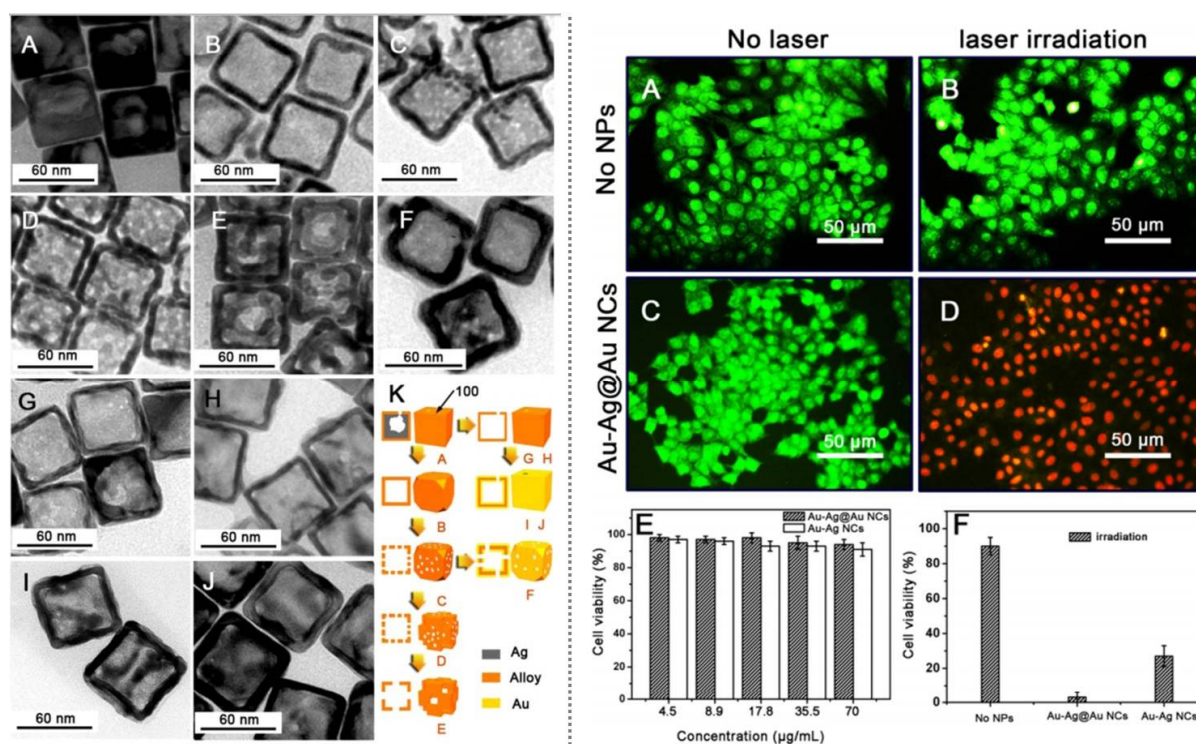 A
60 nm
B
60 nm
C
60 nm
D
60 nm
E
60 nm
F
60 nm
G
60 nm
H
60 nm
I
60 nm
J
60 nm
K
100
A
G H
B
I J
C
F
D
E
Ag
Alloy
Au
No laser
laser irradiation
No NPs
A
50 µm
B
50 µm
Au-Ag@Au NCs
C
50 µm
D
50 µm
E
Au-Ag@Au NCs
Au-Ag NCs
Cell viability (%)
100
80
60
40
20
0
4.5 8.9 17.8 35.5 70
Concentration (µg/mL)
F
irradiation
Cell viability (%)
100
80
60
40
20
0
No NPs Au-Ag@Au NCs Au-Ag NCs